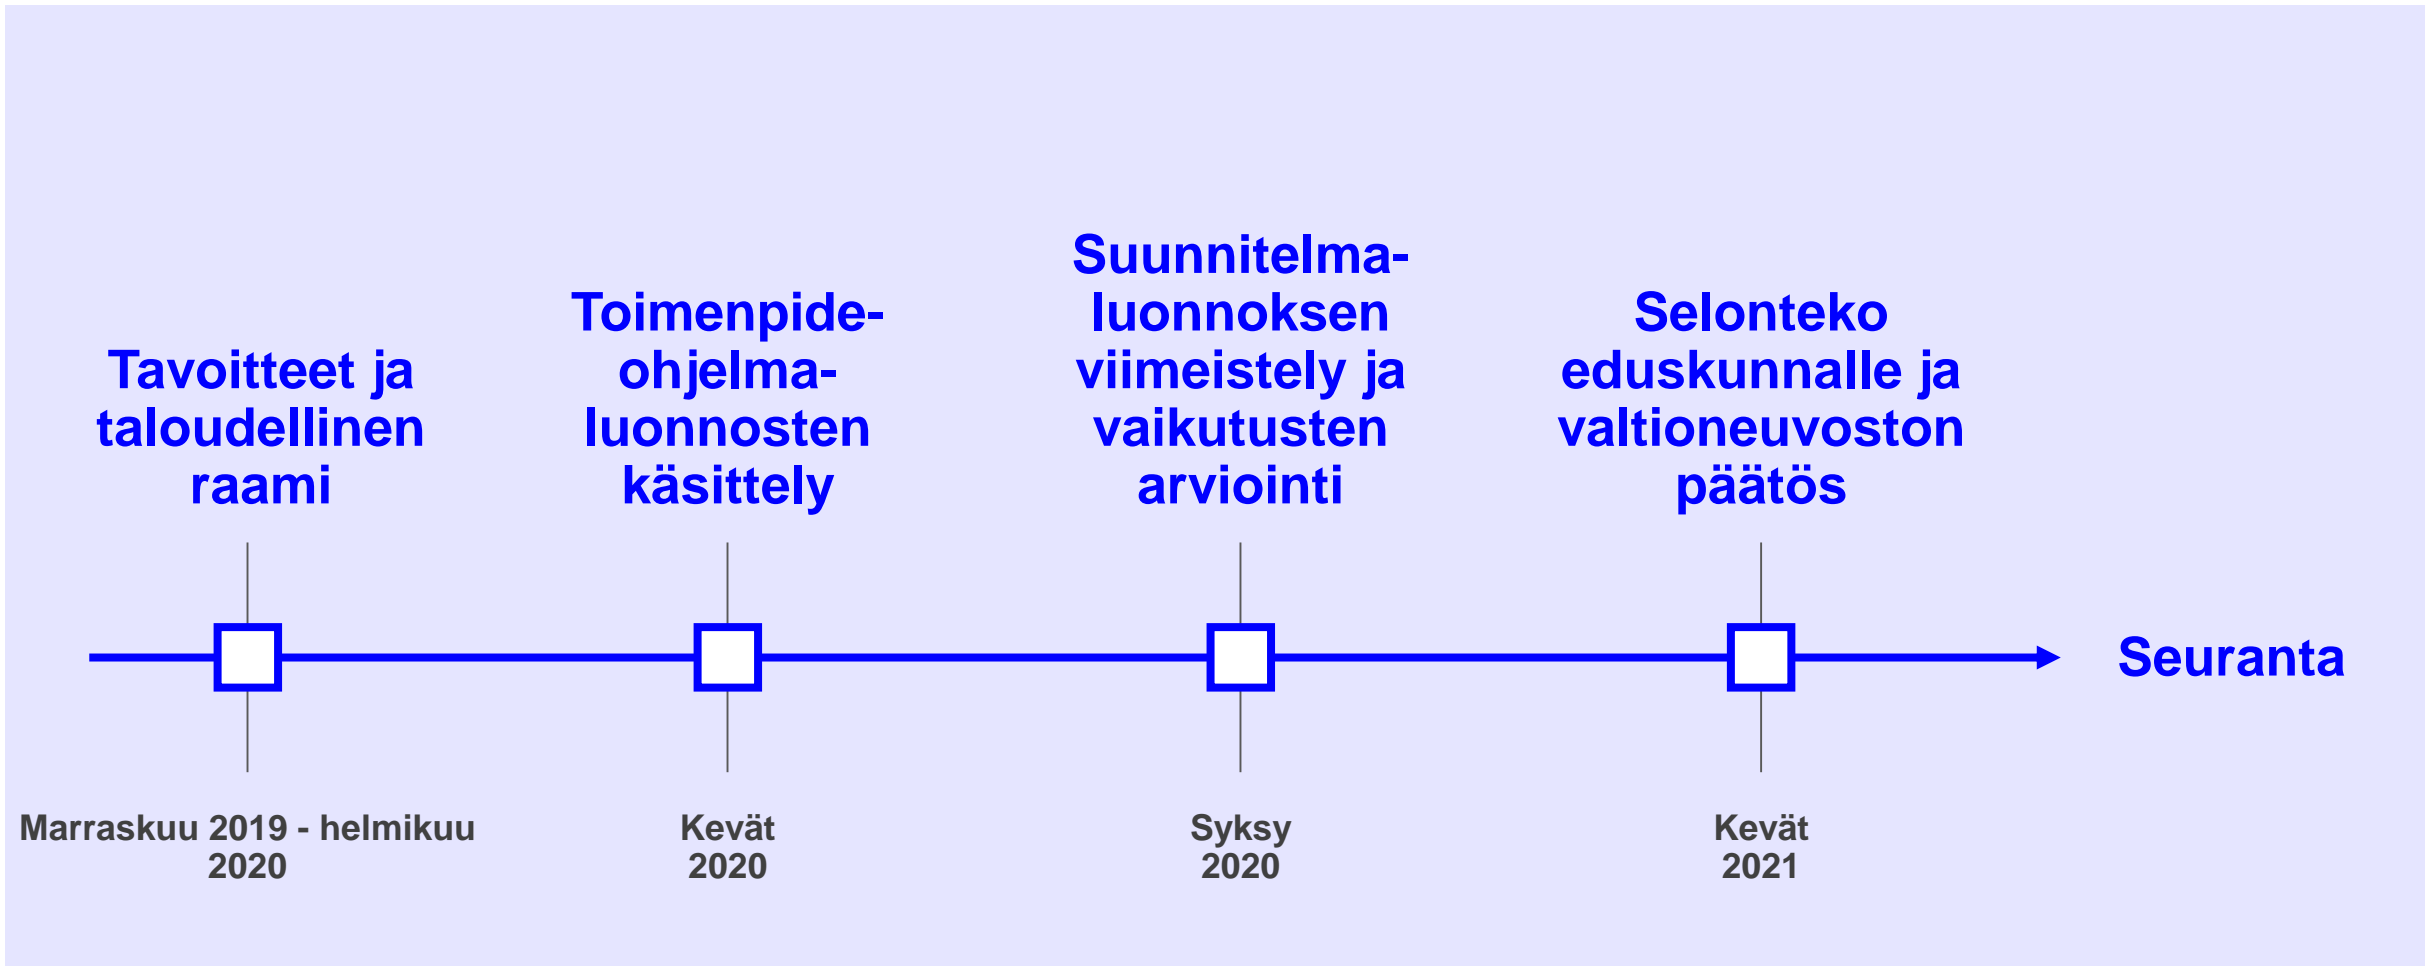 Tavoitteet ja
taloudellinen
raami
Toimenpide-
ohjelma-
luonnosten
käsittely
Suunnitelma-
luonnoksen
viimeistely ja
vaikutusten
arviointi
Selonteko
eduskunnalle ja
valtioneuvoston
päätös
Seuranta
Marraskuu 2019 - helmikuu
2020
Kevät
2020
Syksy
2020
Kevät
2021